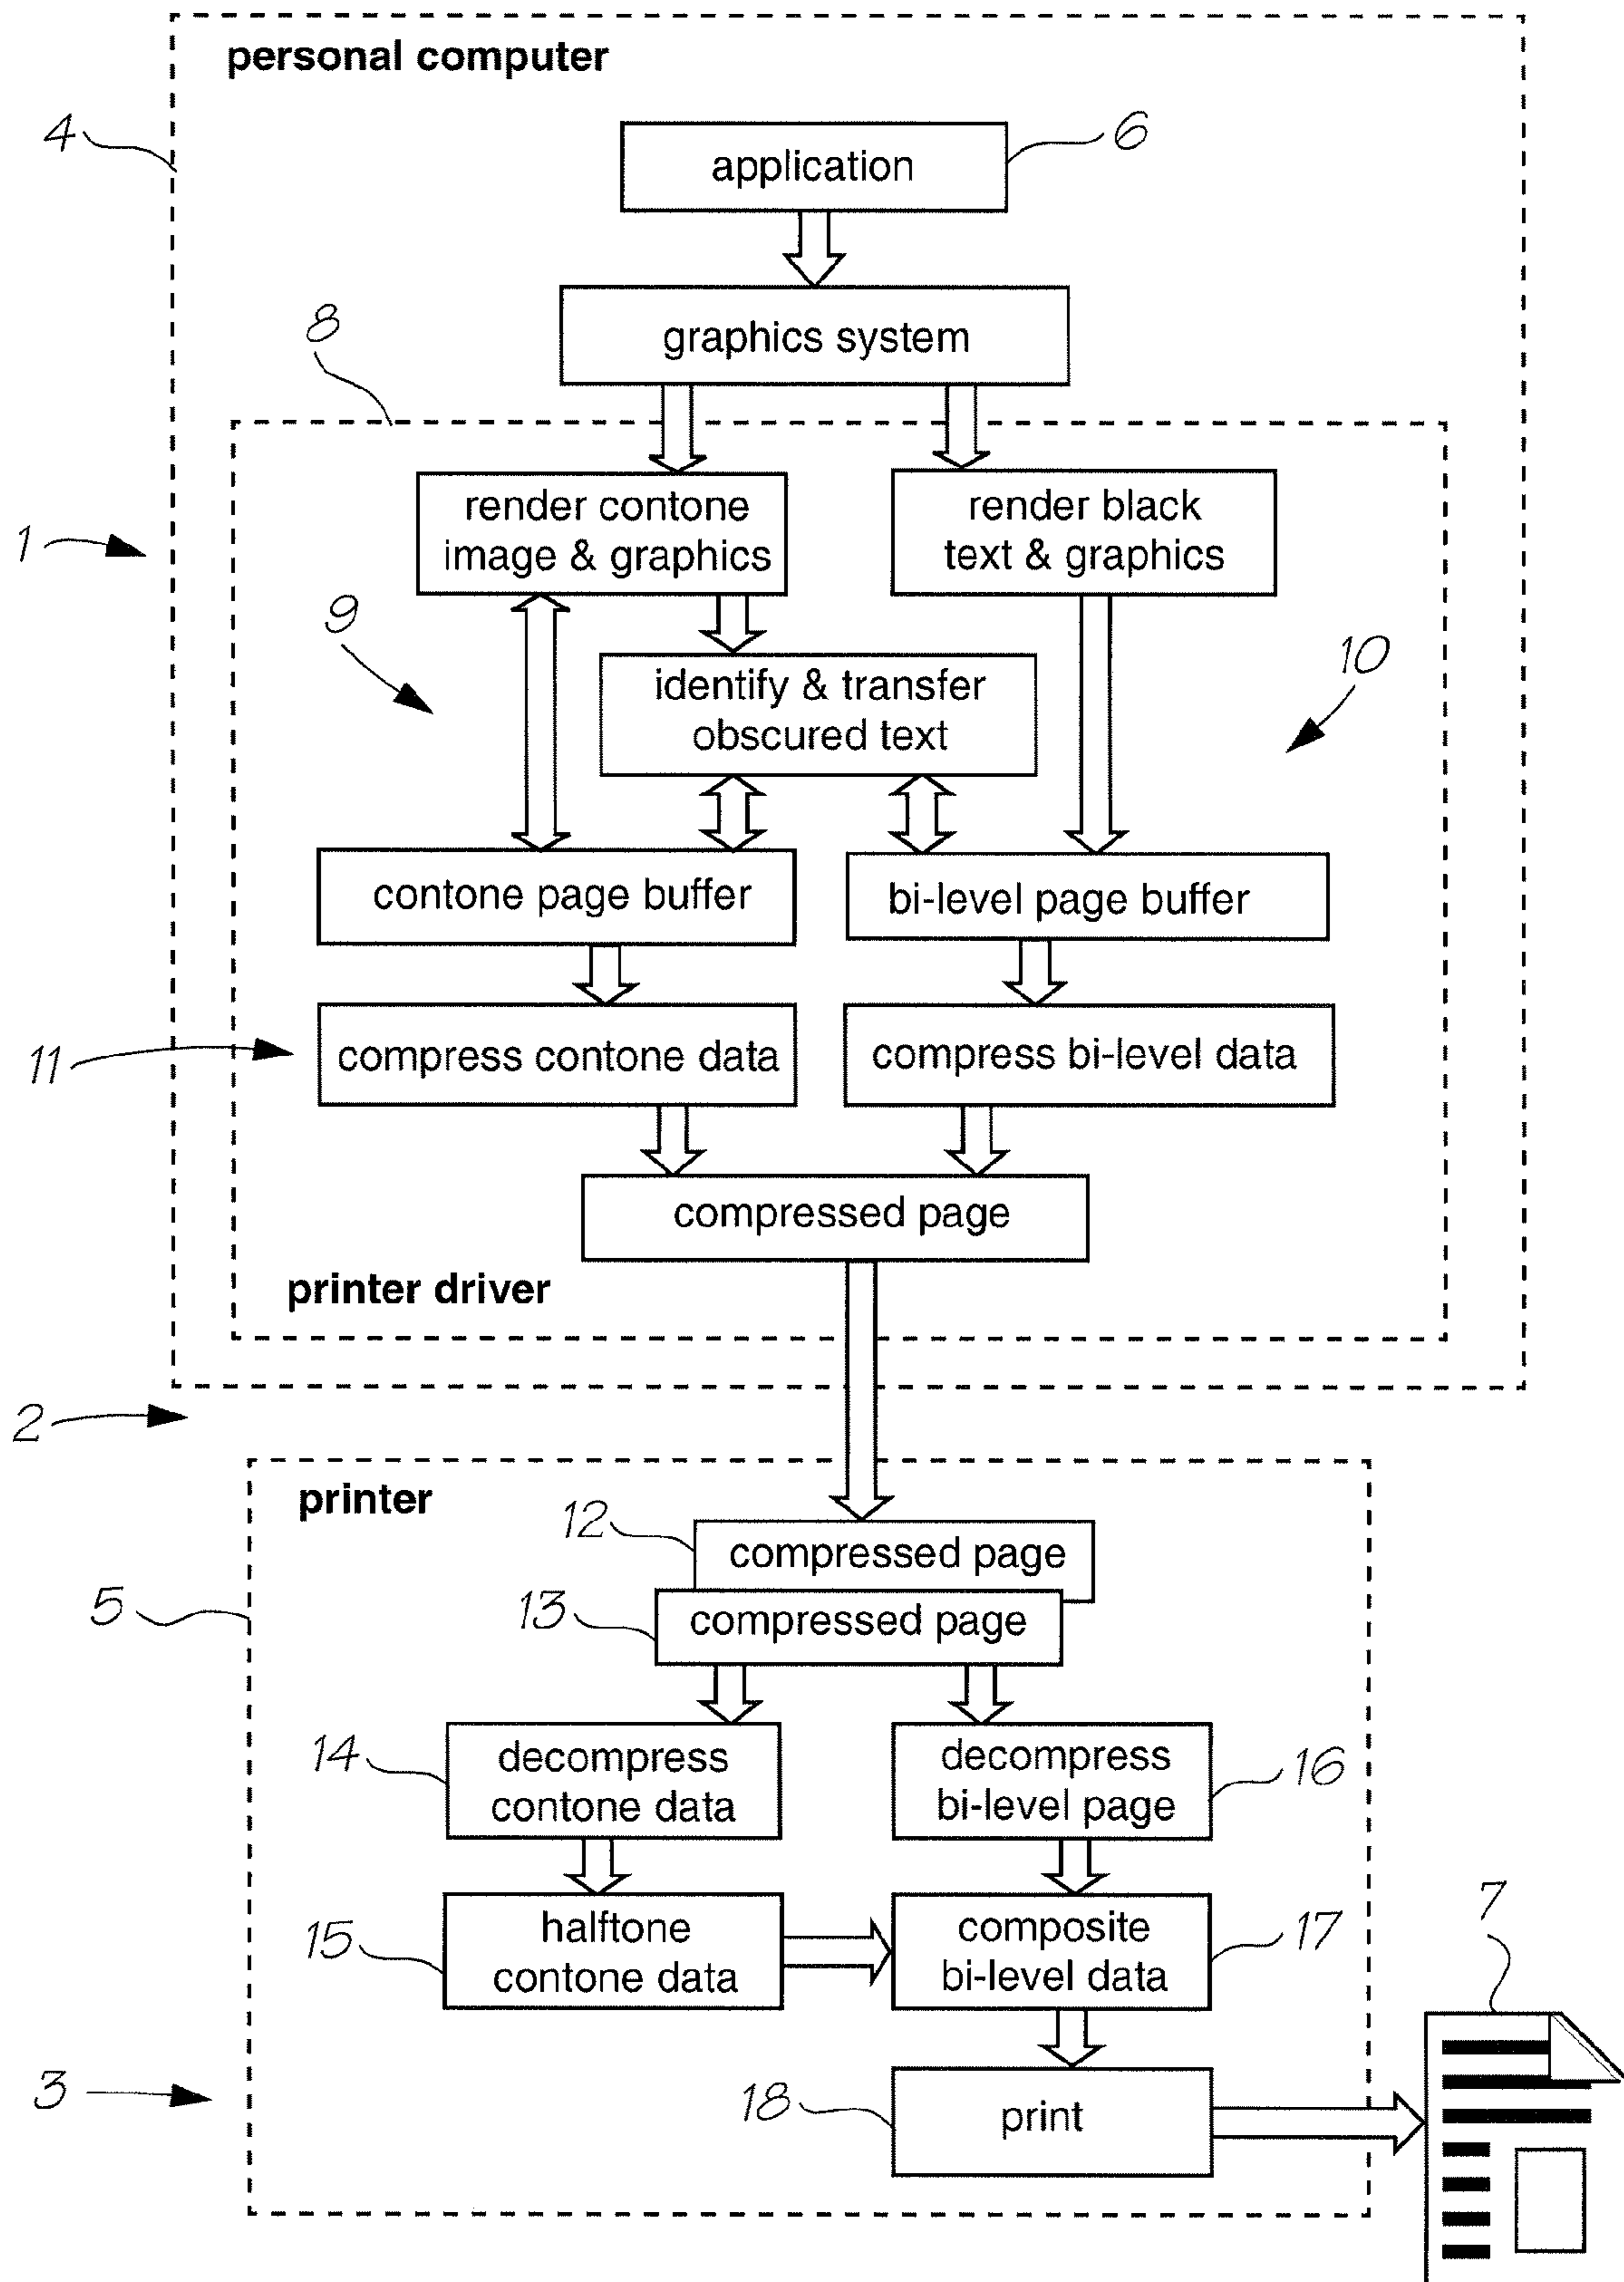 personal computer
4
application
6
graphics system
8
render contone
image & graphics
render black
text & graphics
1
9
identify & transfer
obscured text
10
contone page buffer
bi-level page buffer
11
compress contone data
compress bi-level data
compressed page
printer driver
2
printer
12
compressed page
5
13
compressed page
14
decompress
contone data
decompress
bi-level page
16
15
halftone
contone data
composite
bi-level data
17
7
3
18
print